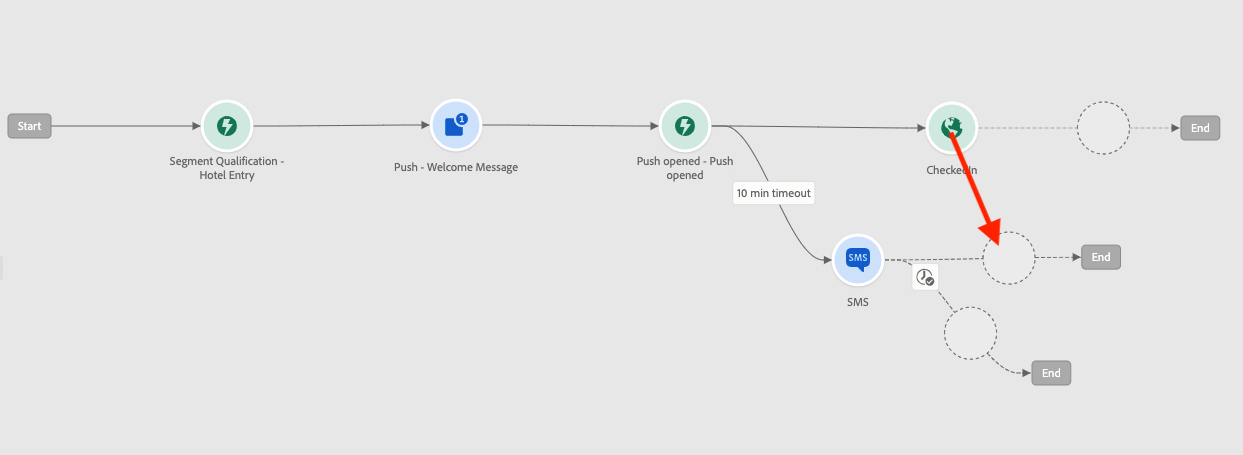 Start
Segment Qualification -
Hotel Entry
1
Push - Welcome Message
Push opened - Push
opened
10 min timeout
CheckedIn
End
SMS
SMS
End
End